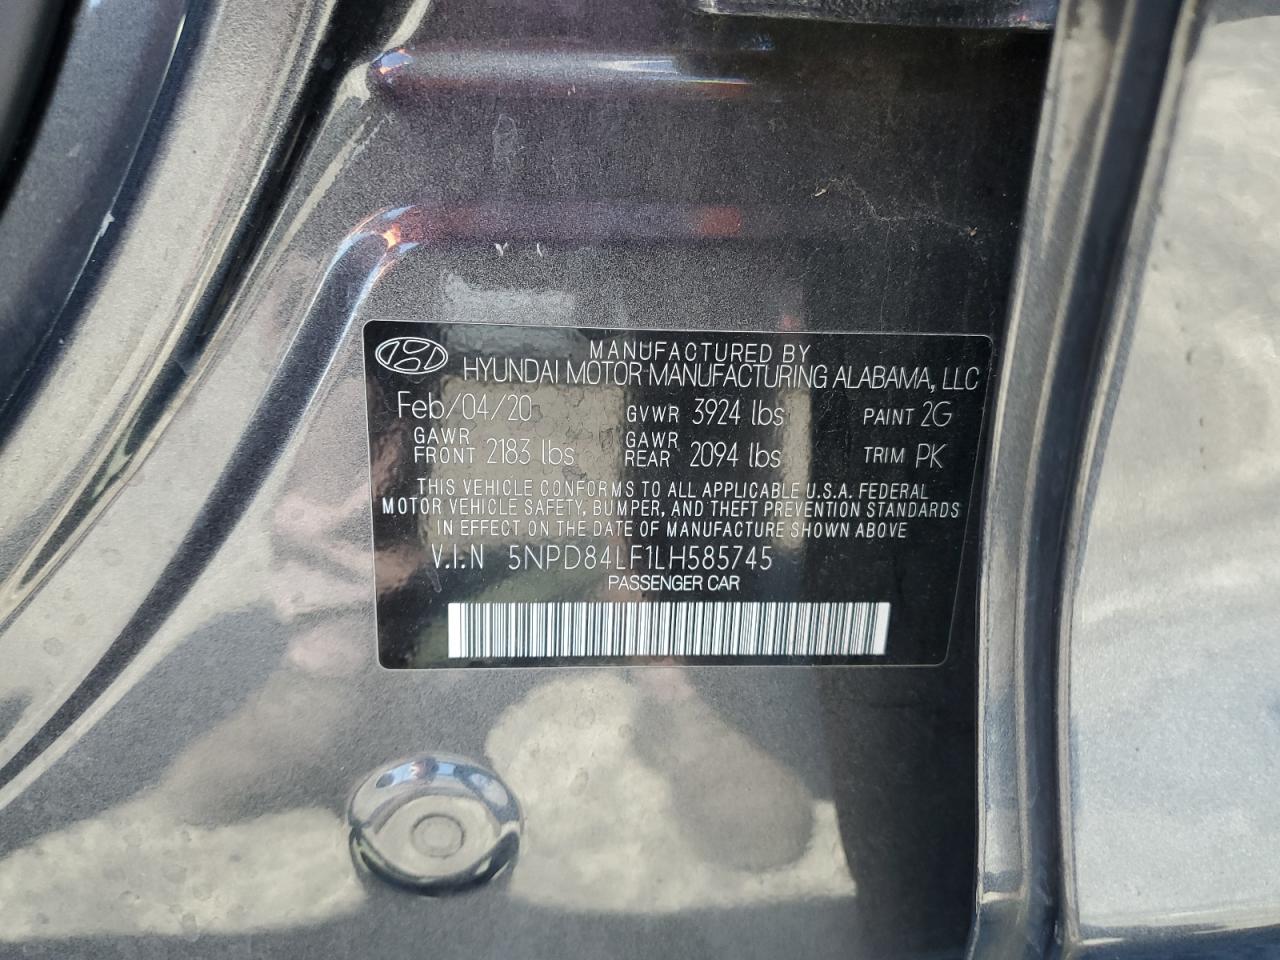 MANUFACTURED BY
HYUNDAI MOTOR MANUFACTURING ALABAMA, LLC
Feb/04/20 GVWR 3924 lbs PAINT 2G
GAWR FRONT 2183 lbs GAWR REAR 2094 lbs TRIM PK
THIS VEHICLE CONFORMS TO ALL APPLICABLE U.S.A. FEDERAL
MOTOR VEHICLE SAFETY, BUMPER, AND THEFT PREVENTION STANDARDS
IN EFFECT ON THE DATE OF MANUFACTURE SHOWN ABOVE
V.I.N 5NPD84LF1LH585745
PASSENGER CAR